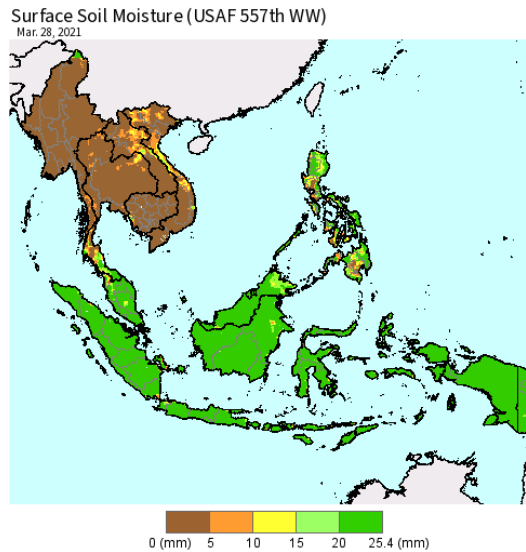 Surface Soil Moisture (USAF 557th WW)
Mar. 28, 2021
0 (mm) 5 10 15 20 25.4 (mm)